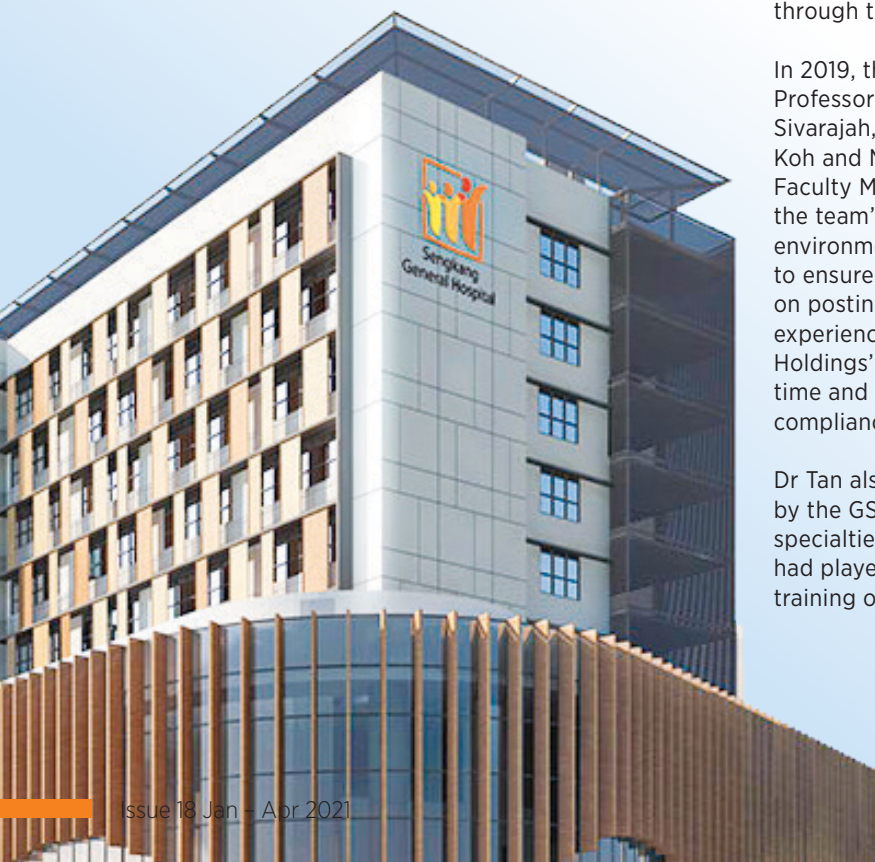 through t
In 2019, th
Professor
Sivarajah,
Koh and N
Faculty M
the team’
environme
to ensure
on postin
experienc
Holdings’
time and
complianc
Dr Tan als
by the GS
specialtie
had playe
training o
Sengkang
General Hospital
Issue 18 Jan – Apr 2021